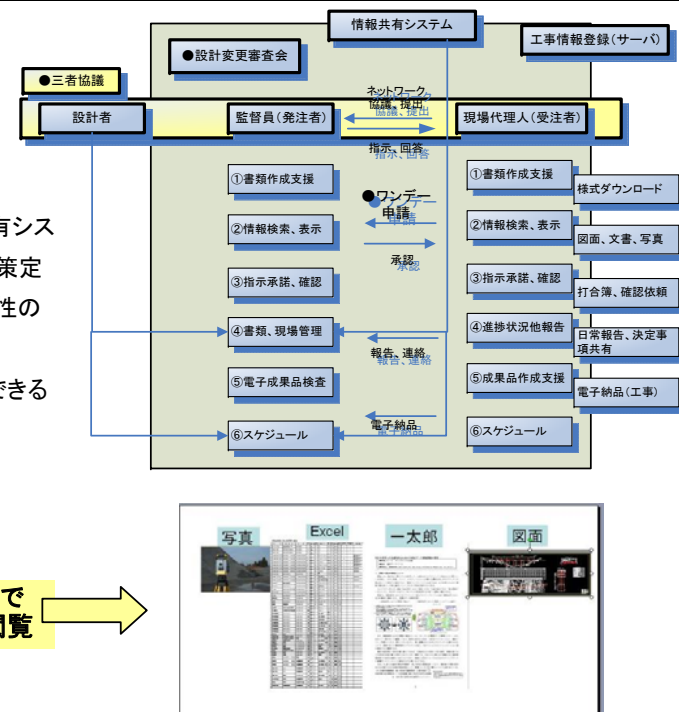 情報共有システム
工事情報登録(サーバ)
●設計変更審査会
●三者協議
設計者
監督員(発注者)
ネットワーク
協議、提出
指示、回答
現場代理人(受注者)
①書類作成支援
②情報検索、表示
③指示承諾、確認
④書類、現場管理
⑤電子成果品検査
⑥スケジュール
●ワンデー
申請
承認
報告、連絡
電子納品
①書類作成支援
②情報検索、表示
③指示承諾、確認
④進捗状況他報告
⑤成果品作成支援
⑥スケジュール
様式ダウンロード
図面、文書、写真
打合簿、確認依頼
日常報告、決定事
項共有
電子納品(工事)
有シス
策定
性の
できる
で
閲覧
写真
Excel
一太郎
図面